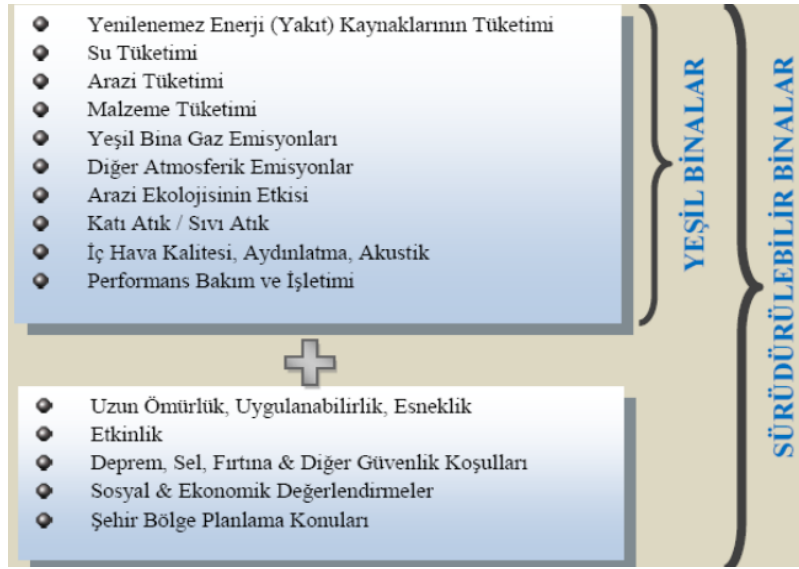 Yenilenemez Enerji (Yakıt) Kaynaklarının Tüketimi
Su Tüketimi
Arazi Tüketimi
Malzeme Tüketimi
Yeşil Bina Gaz Emisyonları
Diğer Atmosferik Emisyonlar
Arazi Ekolojisinin Etkisi
Katı Atık / Sıvı Atık
İç Hava Kalitesi, Aydınlatma, Akustik
Performans Bakım ve İşletimi
YEŞİL BİNALAR
SÜRÜDÜRÜLEBİLİR BİNALAR
Uzun Ömürlük, Uygulanabilirlik, Esneklik
Etkinlik
Deprem, Sel, Fırtına & Diğer Güvenlik Koşulları
Sosyal & Ekonomik Değerlendirmeler
Şehir Bölge Planlama Konuları